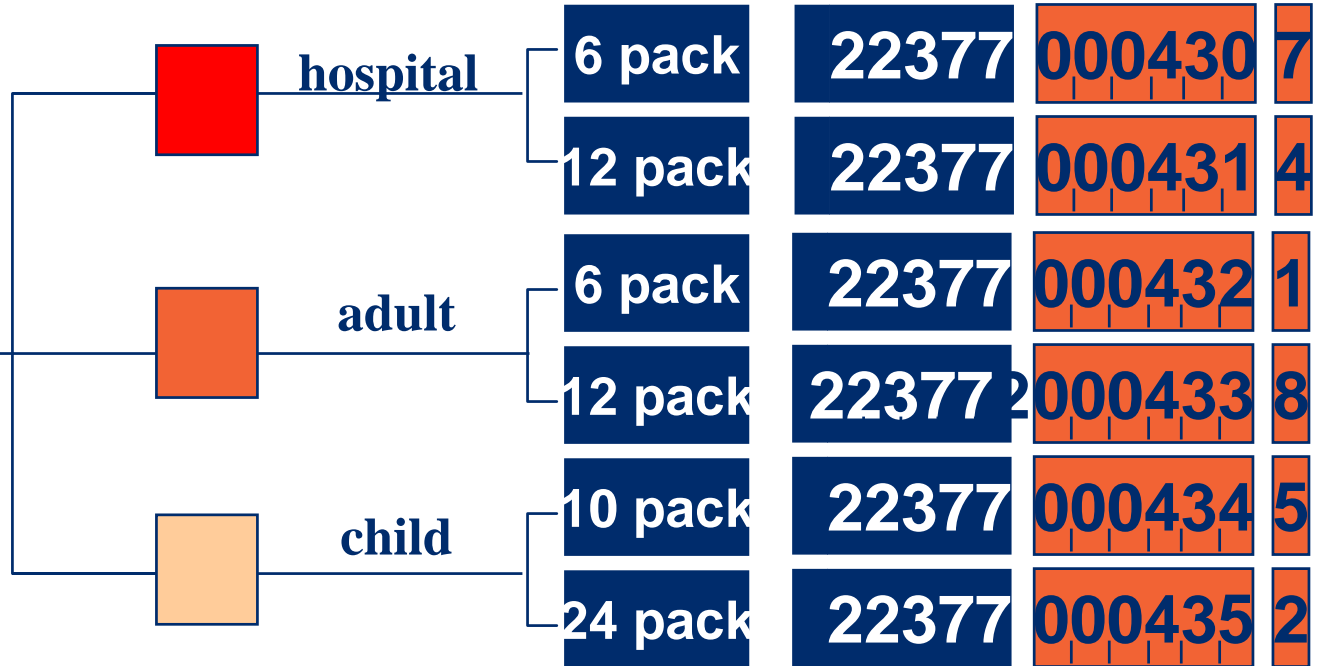 hospital
6 pack 22377 000430 7
12 pack 22377 000431 4
adult
6 pack 22377 000432 1
12 pack 22377 2 000433 8
child
10 pack 22377 000434 5
24 pack 22377 000435 2